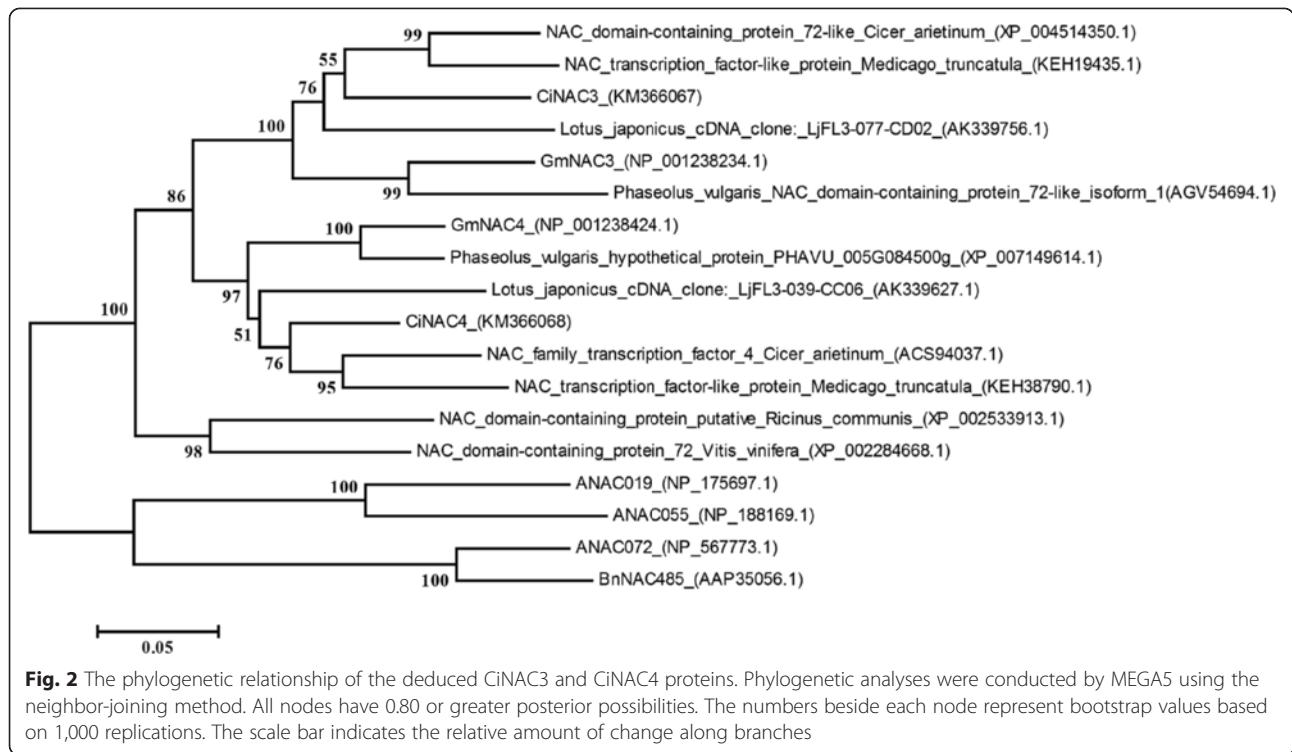 99
NAC_domain-containing_protein_72-like_Cicer_arietinum_(XP_004514350.1)
55
NAC_transcription_factor-like_protein_Medicago_truncatula_(KEH19435.1)
76
CiNAC3_(KM366067)
100
Lotus_japonicus_cDNA_clone:_LjFL3-077-CD02_(AK339756.1)
GmNAC3_(NP_001238234.1)
99
Phaseolus_vulgaris_NAC_domain-containing_protein_72-like_isoform_1(AGV54694.1)
86
GmNAC4_(NP_001238424.1)
100
Phaseolus_vulgaris_hypothetical_protein_PHAVU_005G084500g_(XP_007149614.1)
97
Lotus_japonicus_cDNA_clone:_LjFL3-039-CC06_(AK339627.1)
100
51
CiNAC4_(KM366068)
76
NAC_family_transcription_factor_4_Cicer_arietinum_(ACS94037.1)
95
NAC_transcription_factor-like_protein_Medicago_truncatula_(KEH38790.1)
NAC_domain-containing_protein_putative_Ricinus_communis_(XP_002533913.1)
98
NAC_domain-containing_protein_72_Vitis_vinifera_(XP_002284668.1)
100
ANAC019_(NP_175697.1)
ANAC055_(NP_188169.1)
ANAC072_(NP_567773.1)
100
BnNAC485_(AAP35056.1)
0.05
Fig. 2 The phylogenetic relationship of the deduced CiNAC3 and CiNAC4 proteins. Phylogenetic analyses were conducted by MEGA5 using the
neighbor-joining method. All nodes have 0.80 or greater posterior possibilities. The numbers beside each node represent bootstrap values based
on 1,000 replications. The scale bar indicates the relative amount of change along branches